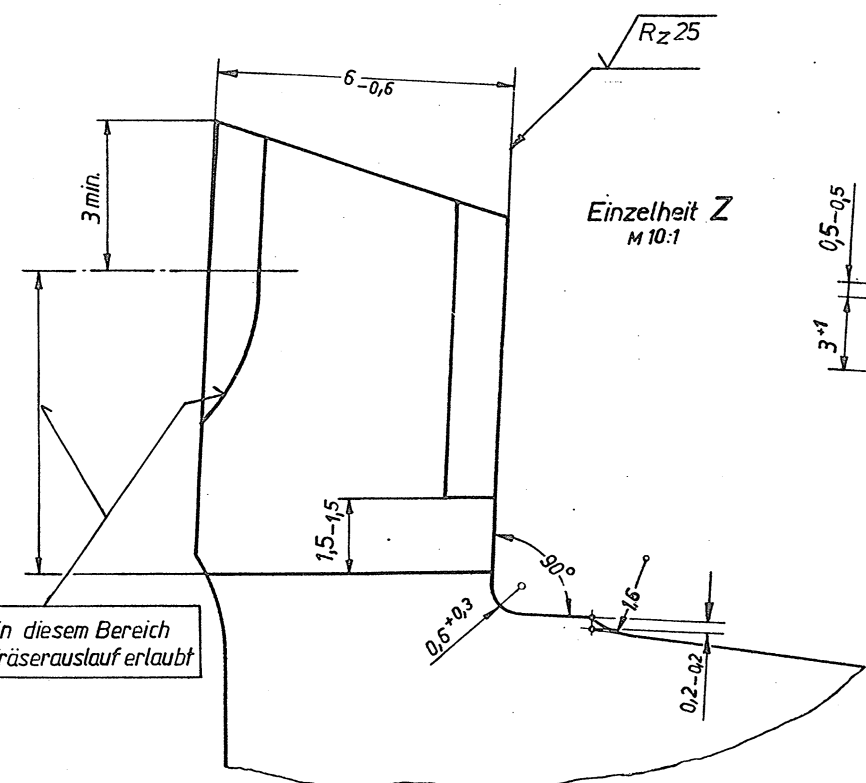 Rz 25
6 -0,6
3 min.
Einzelheit Z
M 10:1
0,5-0,5
3+1
1,5-1,5
90°
1,6
0,6+0,3
0,2-0,2
in diesem Bereich
räserauslauf erlaubt